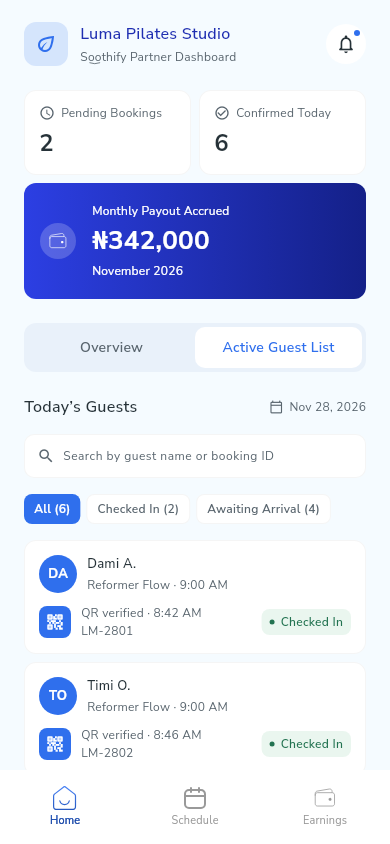 Luma Pilates Studio
Soothify Partner Dashboard
Pending Bookings
2
Confirmed Today
6
Monthly Payout Accrued
₦342,000
November 2026
Overview
Active Guest List
Today’s Guests
Nov 28, 2026
Search by guest name or booking ID
All (6)
Checked In (2)
Awaiting Arrival (4)
DA
Dami A.
Reformer Flow · 9:00 AM
QR verified · 8:42 AM
LM-2801
Checked In
TO
Timi O.
Reformer Flow · 9:00 AM
QR verified · 8:46 AM
LM-2802
Checked In
Home
Schedule
Earnings